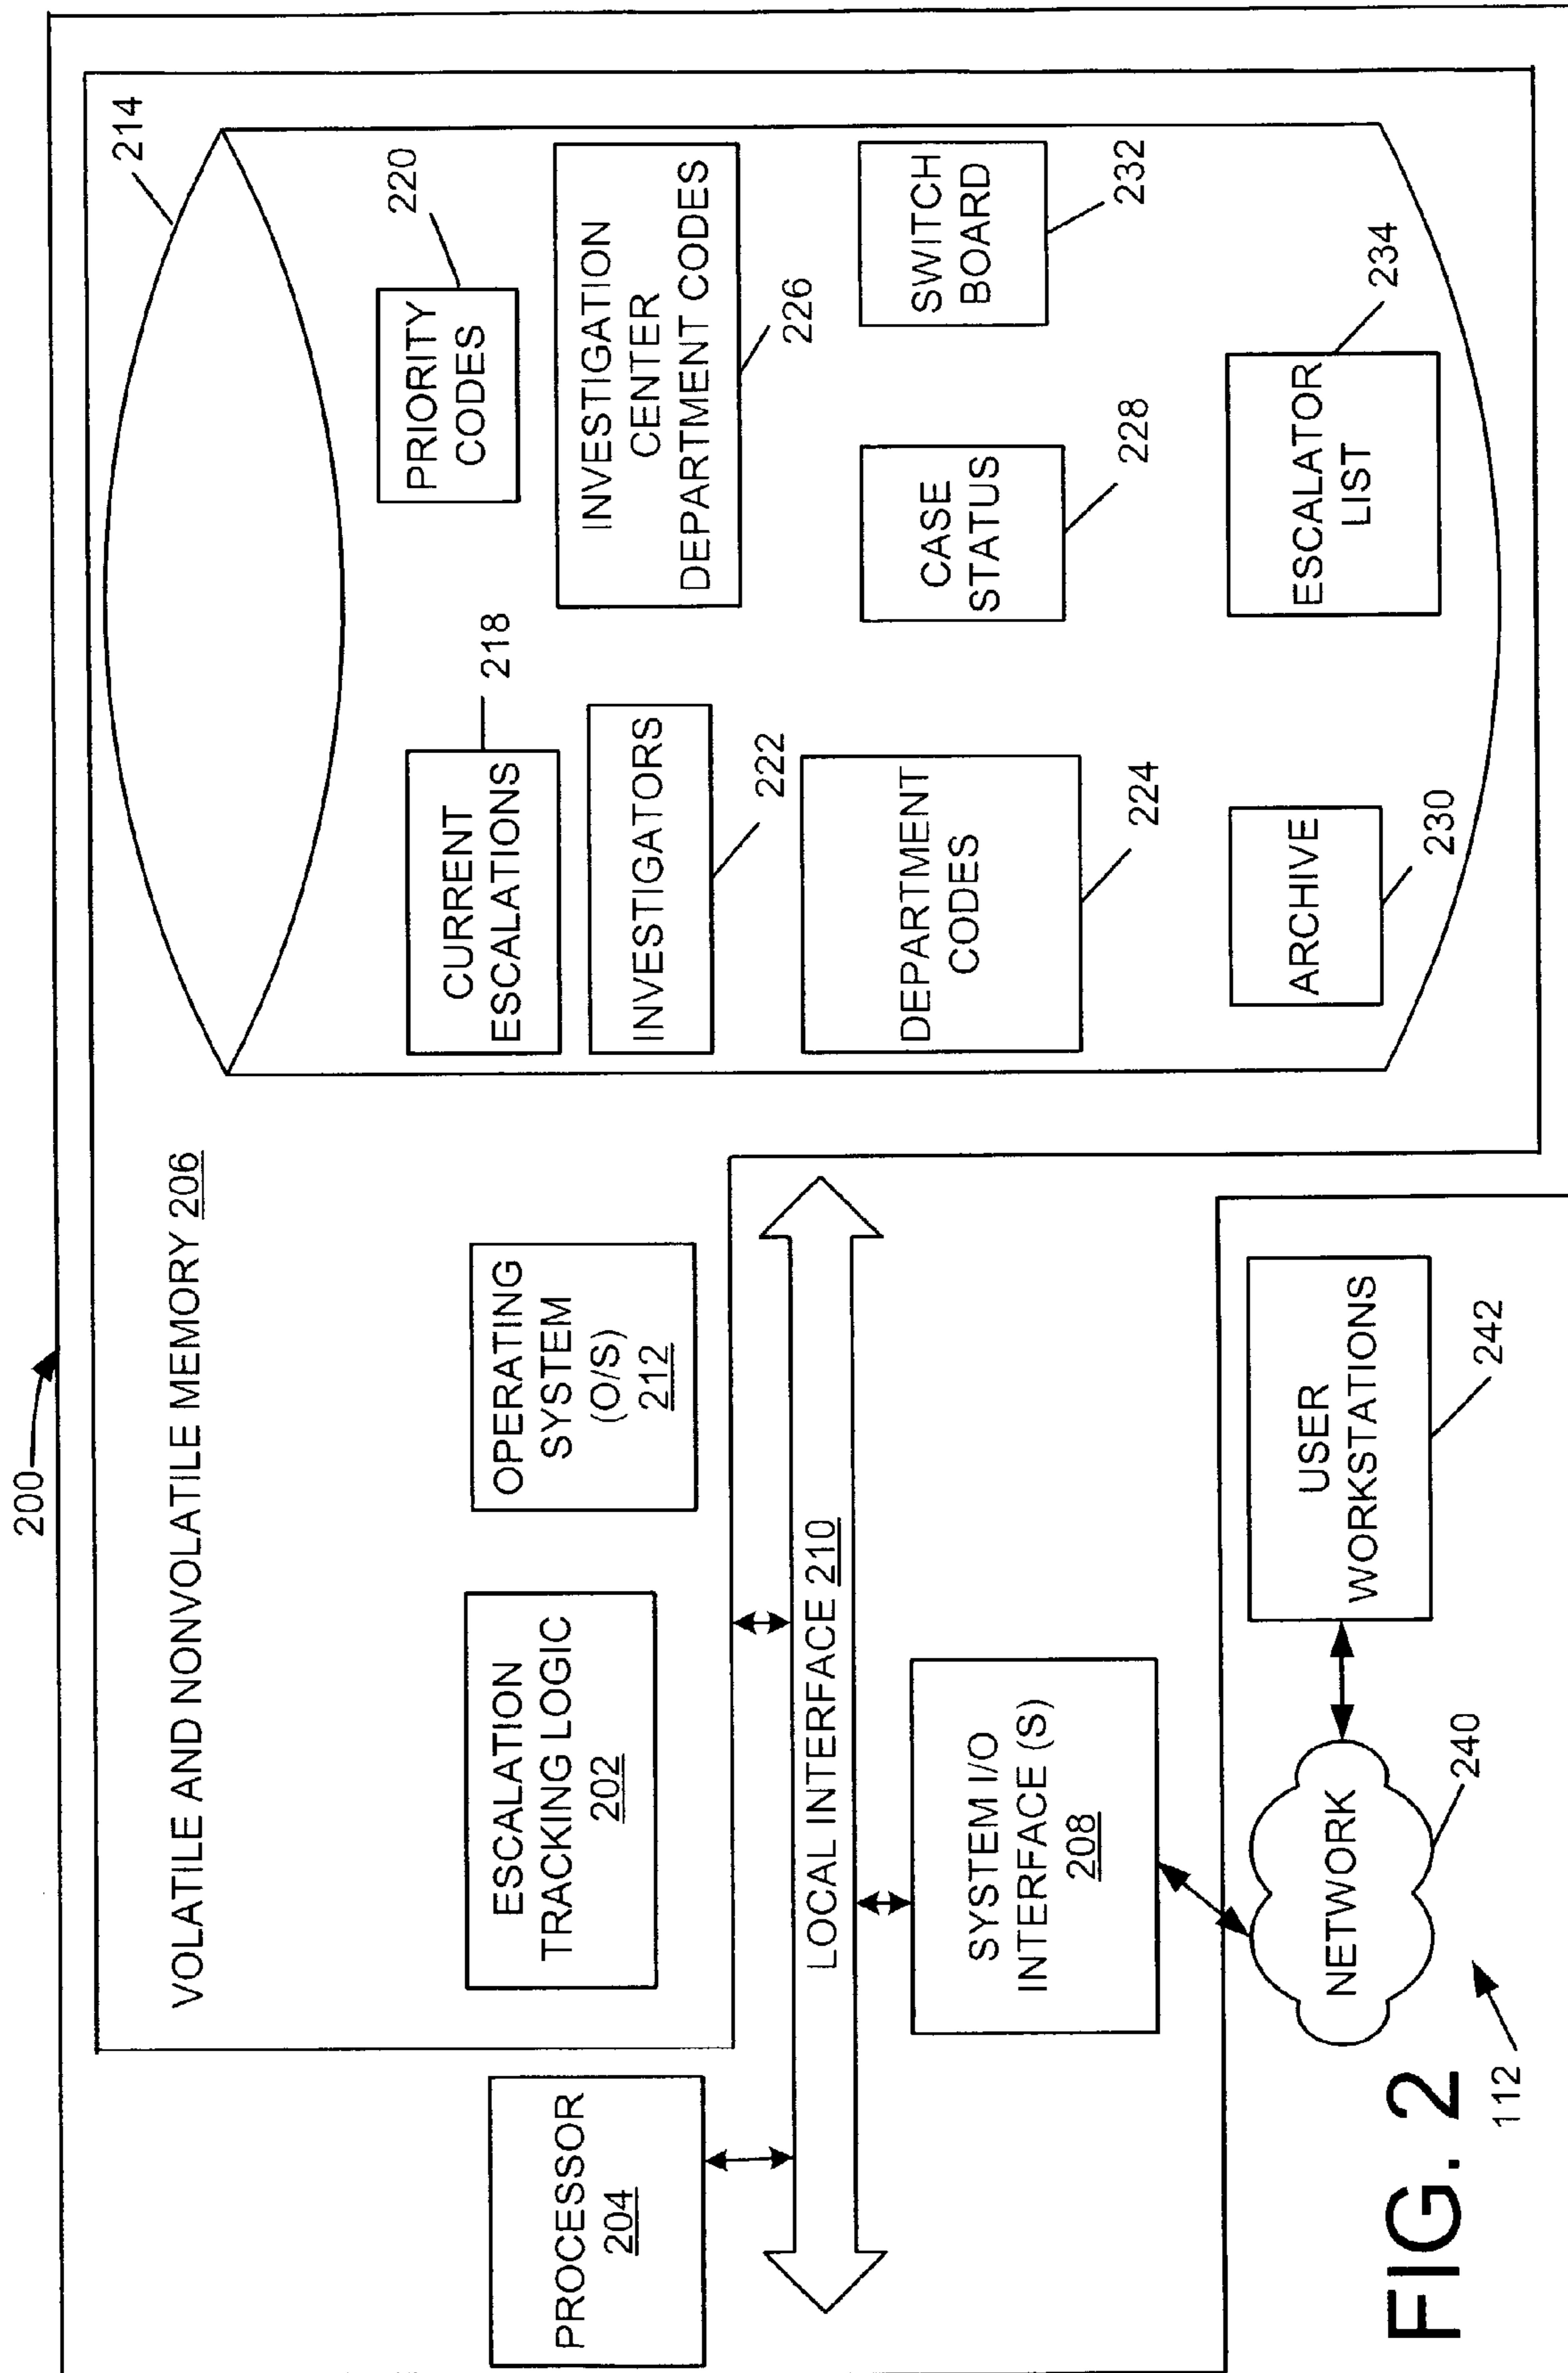 200
VOLATILE AND NONVOLATILE MEMORY 206
214
PROCESSOR
204
ESCALATION
TRACKING LOGIC
202
OPERATING
SYSTEM
(O/S)
212
CURRENT
ESCALATIONS
218
PRIORITY
CODES
220
INVESTIGATORS
222
INVESTIGATION
CENTER
DEPARTMENT CODES
226
DEPARTMENT
CODES
224
CASE
STATUS
228
SWITCH
BOARD
232
ARCHIVE
230
ESCALATOR
LIST
234
LOCAL INTERFACE 210
SYSTEM I/O
INTERFACE (S)
208
NETWORK
240
USER
WORKSTATIONS
242
FIG. 2
112